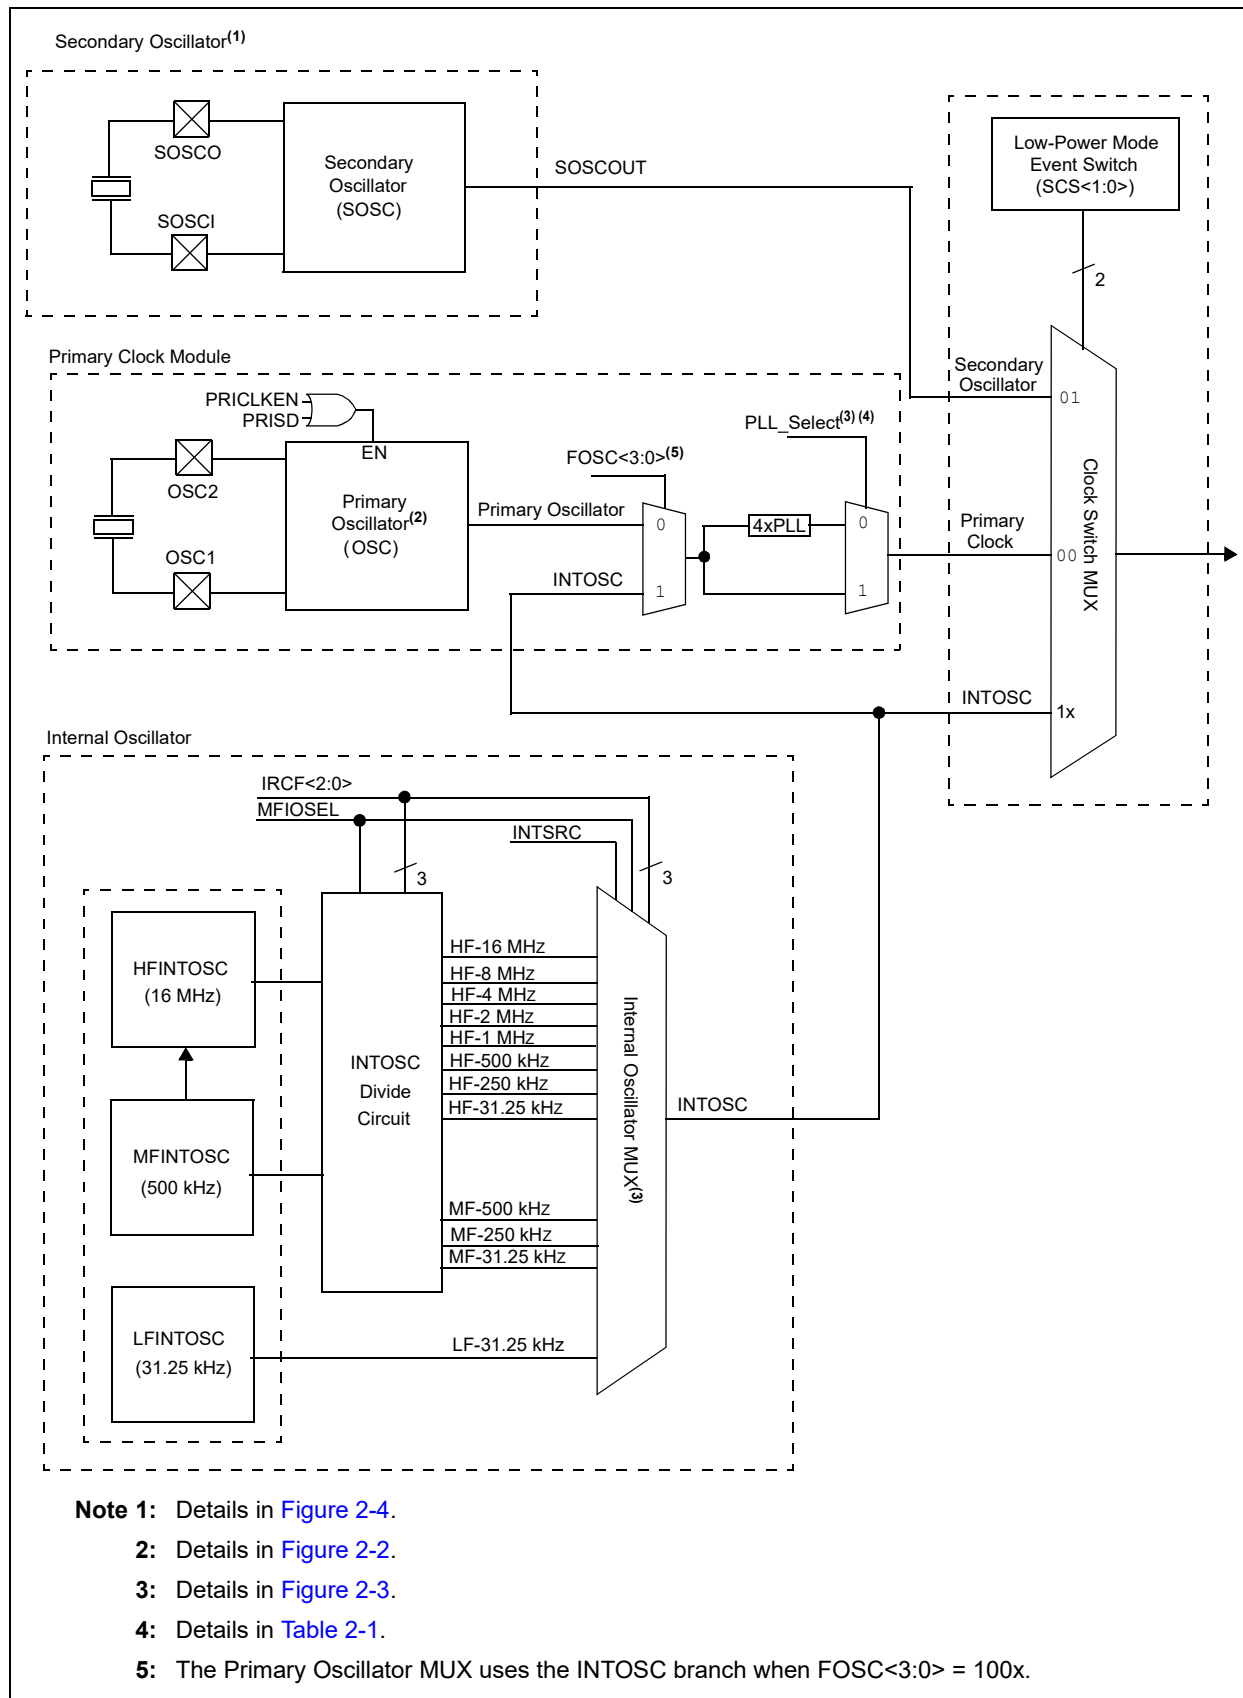 Secondary Oscillator(1)
SOSCO
SOSCI
Secondary
Oscillator
(SOSC)
SOSCOUT
Low-Power Mode
Event Switch
(SCS<1:0>)
2
Secondary
Oscillator
01
Primary
Clock
00
INTOSC
1x
Clock Switch MUX
Primary Clock Module
PRICLKEN
PRISD
EN
OSC2
OSC1
Primary
Oscillator(2)
(OSC)
Primary Oscillator
INTOSC
FOSC<3:0>(5)
0
1
4xPLL
PLL_Select(3) (4)
0
1
Internal Oscillator
IRCF<2:0>
MFIOSEL
INTSRC
3
3
HFINTOSC
(16 MHz)
MFINTOSC
(500 kHz)
LFINTOSC
(31.25 kHz)
INTOSC
Divide
Circuit
HF-16 MHz
HF-8 MHz
HF-4 MHz
HF-2 MHz
HF-1 MHz
HF-500 kHz
HF-250 kHz
HF-31.25 kHz
MF-500 kHz
MF-250 kHz
MF-31.25 kHz
LF-31.25 kHz
Internal Oscillator MUX(3)
INTOSC
Note 1: Details in Figure 2-4.
2: Details in Figure 2-2.
3: Details in Figure 2-3.
4: Details in Table 2-1.
5: The Primary Oscillator MUX uses the INTOSC branch when FOSC<3:0> = 100x.